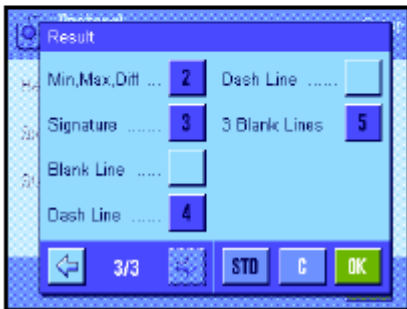 Result
Min,Max,Diff ... 2 Dash Line ......
Signature ....... 3 3 Blank Lines 5
Blank Line .....
Dash Line ...... 4
3/3 STD C OK